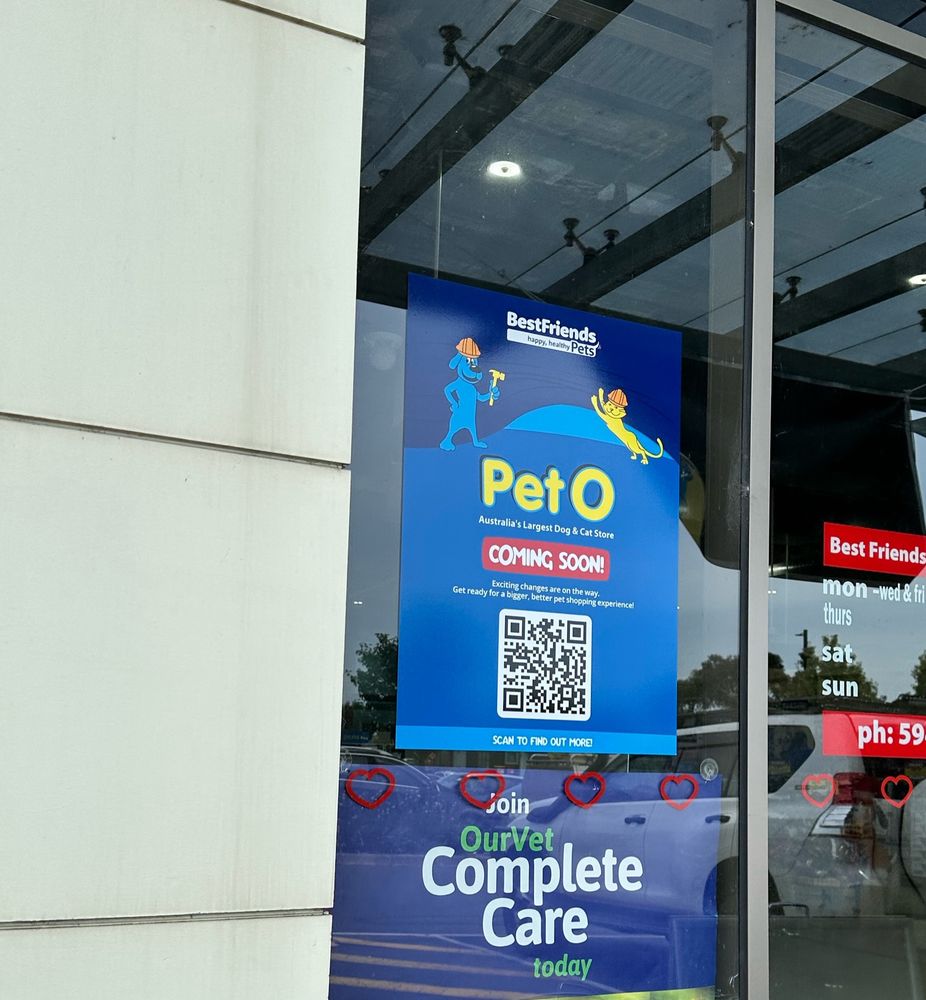 BestFriends
happy, healthy Pets
Pet O
Australia's Largest Dog & Cat Store
COMING SOON!
Exciting changes are on the way.
Get ready for a bigger, better pet shopping experience!
SCAN TO FIND OUT MORE!
Join
OurVet
Complete
Care
today
Best Friends
mon - wed & fri
thurs
sat
sun
ph: 59